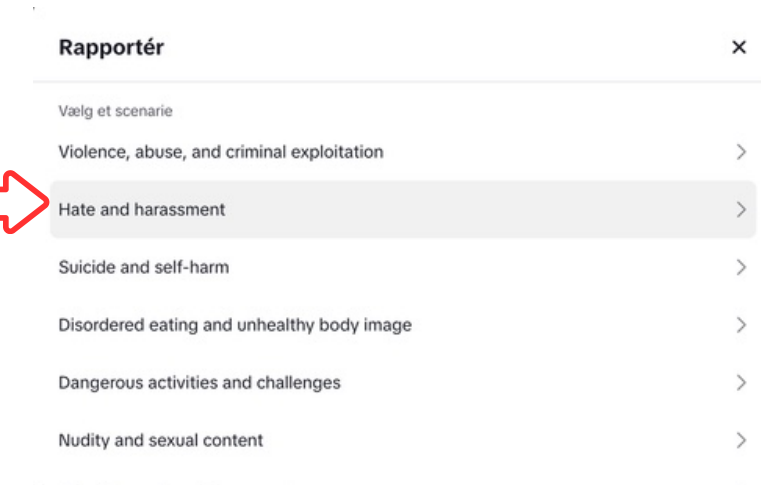 Rapportér
Vælg et scenarie
Violence, abuse, and criminal exploitation
Hate and harassment
Suicide and self-harm
Disordered eating and unhealthy body image
Dangerous activities and challenges
Nudity and sexual content